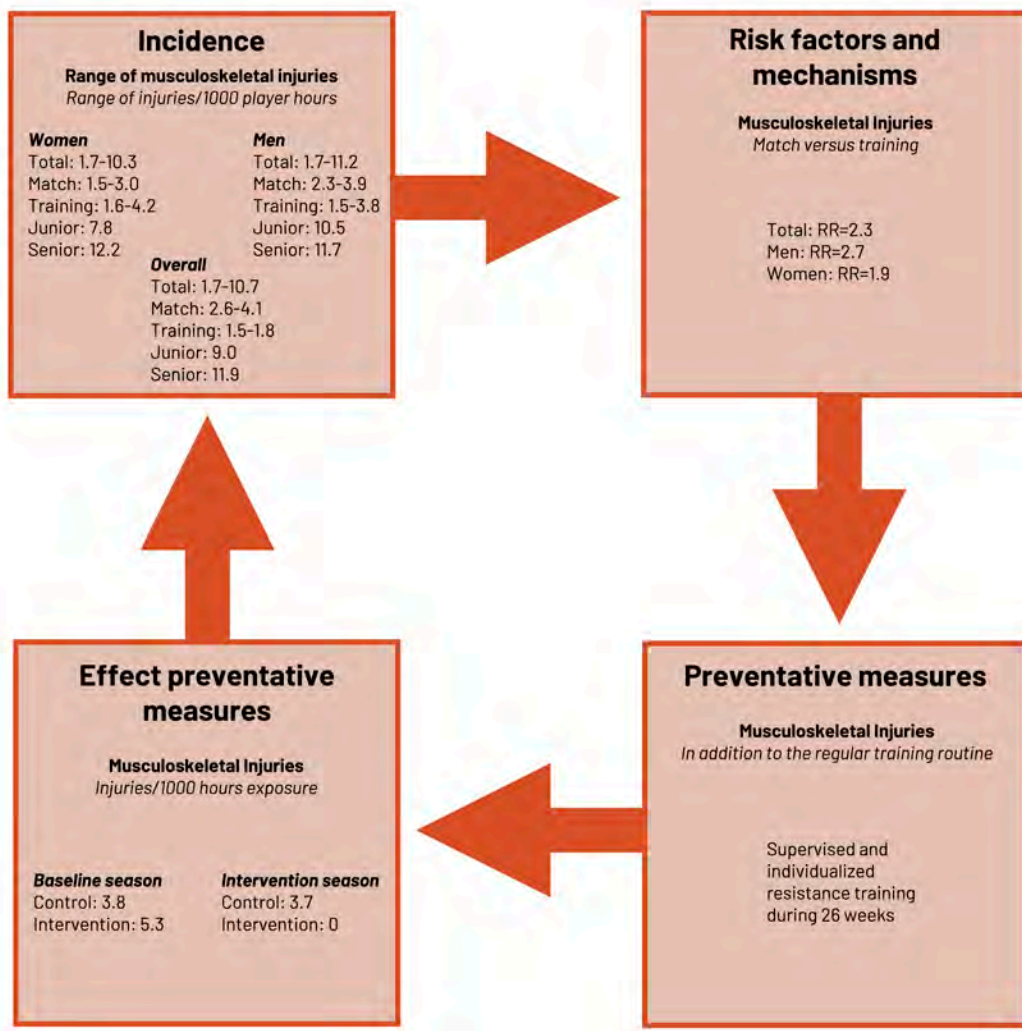 Incidence
Range of musculoskeletal injuries
Range of injuries/1000 player hours
Women
Total: 1.7-10.3
Match: 1.5-3.0
Training: 1.6-4.2
Junior: 7.8
Senior: 12.2
Men
Total: 1.7-11.2
Match: 2.3-3.9
Training: 1.5-3.8
Junior: 10.5
Senior: 11.7
Overall
Total: 1.7-10.7
Match: 2.6-4.1
Training: 1.5-1.8
Junior: 9.0
Senior: 11.9
Risk factors and
mechanisms
Musculoskeletal Injuries
Match versus training
Total: RR=2.3
Men: RR=2.7
Women: RR=1.9
Preventative measures
Musculoskeletal Injuries
In addition to the regular training routine
Supervised and
individualized
resistance training
during 26 weeks
Effect preventative
measures
Musculoskeletal Injuries
Injuries/1000 hours exposure
Baseline season
Control: 3.8
Intervention: 5.3
Intervention season
Control: 3.7
Intervention: 0